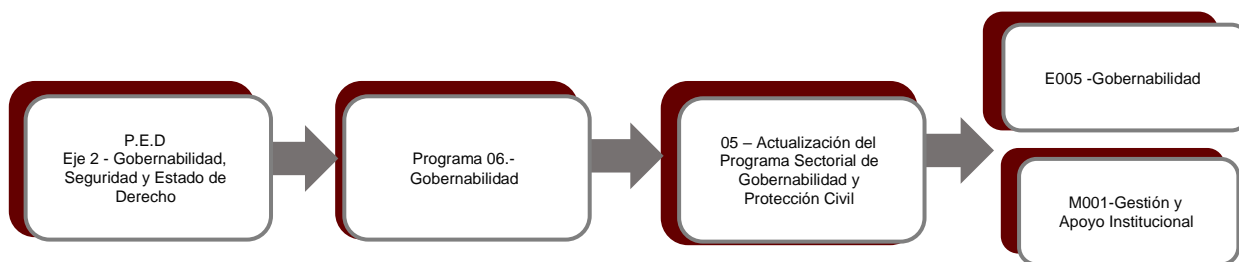 P.E.D
Eje 2 - Gobernabilidad,
Seguridad y Estado de
Derecho
Programa 06.-
Gobernabilidad
05 – Actualización del
Programa Sectorial de
Gobernabilidad y
Protección Civil
E005 -Gobernabilidad
M001-Gestión y
Apoyo Institucional